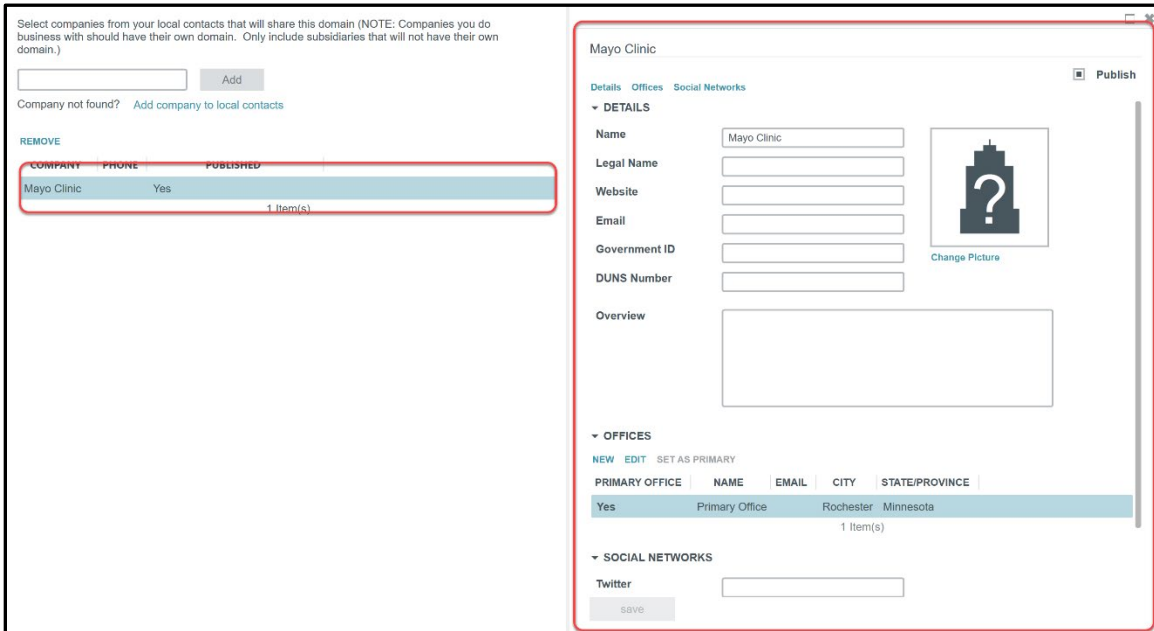 Select companies from your local contacts that will share this domain (NOTE: Companies you do
business with should have their own domain.  Only include subsidiaries that will not have their own
domain.)
Add
Company not found? Add company to local contacts
REMOVE
COMPANY PHONE PUBLISHED
Mayo Clinic Yes
1 Item(s)
Mayo Clinic
Publish
Details Offices Social Networks
DETAILS
Name Mayo Clinic
Legal Name
Website
Email
Government ID
DUNS Number
?
Change Picture
Overview
OFFICES
NEW EDIT SET AS PRIMARY
PRIMARY OFFICE NAME EMAIL CITY STATE/PROVINCE
Yes Primary Office Rochester Minnesota
1 Item(s)
SOCIAL NETWORKS
Twitter
save